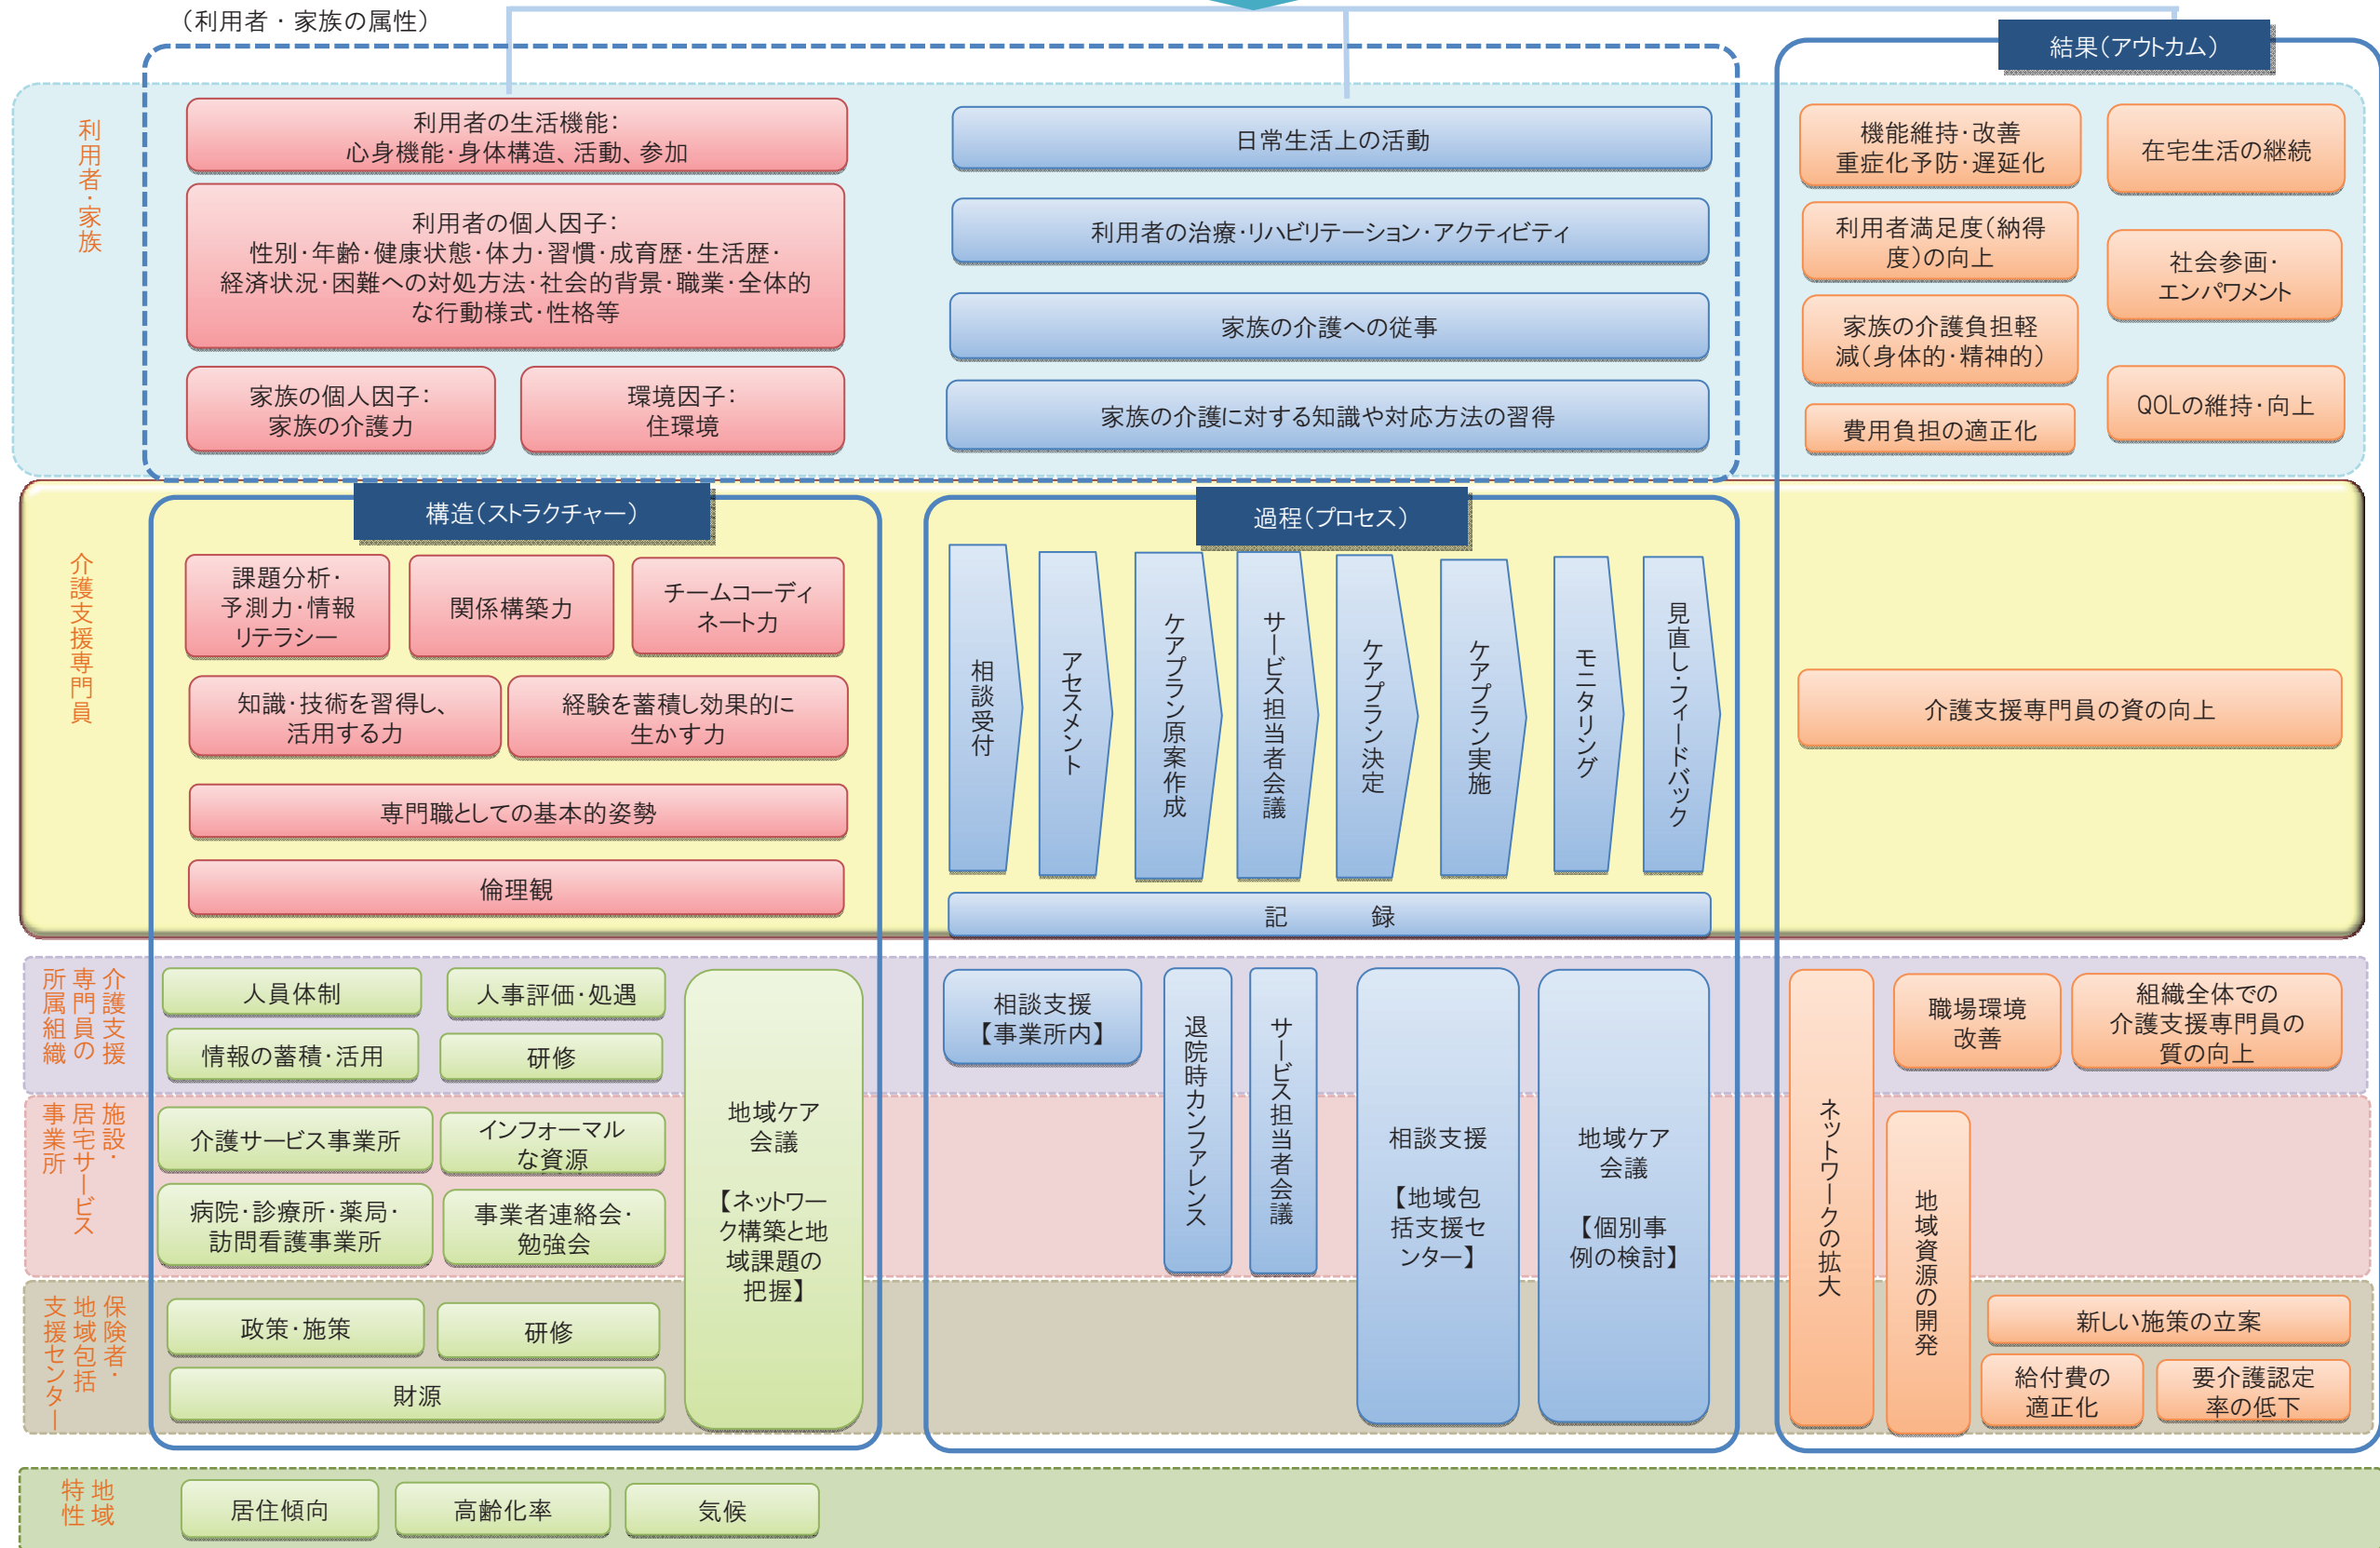 （利用者・家族の属性）
結果（アウトカム）
利用者・家族
利用者の生活機能：
心身機能・身体構造、活動、参加
利用者の個人因子：
性別・年齢・健康状態・体力・習慣・成育歴・生活歴・
経済状況・困難への対処方法・社会的背景・職業・全体的
な行動様式・性格等
家族の個人因子：
家族の介護力
環境因子：
住環境
日常生活上の活動
利用者の治療・リハビリテーション・アクティビティ
家族の介護への従事
家族の介護に対する知識や対応方法の習得
機能維持・改善
重症化予防・遅延化
在宅生活の継続
利用者満足度（納得
度）の向上
社会参画・
エンパワメント
家族の介護負担軽
減（身体的・精神的）
QOLの維持・向上
費用負担の適正化
構造（ストラクチャー）
過程（プロセス）
介護支援専門員
課題分析・
予測力・情報
リテラシー
関係構築力
チームコーディ
ネート力
知識・技術を習得し、
活用する力
経験を蓄積し効果的に
生かす力
専門職としての基本的姿勢
倫理観
相談受付
アセスメント
ケアプラン原案作成
サービス担当者会議
ケアプラン決定
ケアプラン実施
モニタリング
見直し・フィードバック
記　録
介護支援専門員の資の向上
介護支援
専門員の
所属組織
人員体制
人事評価・処遇
情報の蓄積・活用
研修
地域ケア
会議
【ネットワー
ク構築と地
域課題の
把握】
相談支援
【事業所内】
退院時カンファレンス
サービス担当者会議
相談支援
【地域包
括支援セ
ンター】
地域ケア
会議
【個別事
例の検討】
ネットワークの拡大
職場環境
改善
組織全体での
介護支援専門員の
質の向上
施設・
居宅サービス
事業所
介護サービス事業所
インフォーマル
な資源
病院・診療所・薬局・
訪問看護事業所
事業者連絡会・
勉強会
地域資源の開発
保険者・
地域包括
支援センター
政策・施策
研修
財源
新しい施策の立案
給付費の
適正化
要介護認定
率の低下
地域
特性
居住傾向
高齢化率
気候